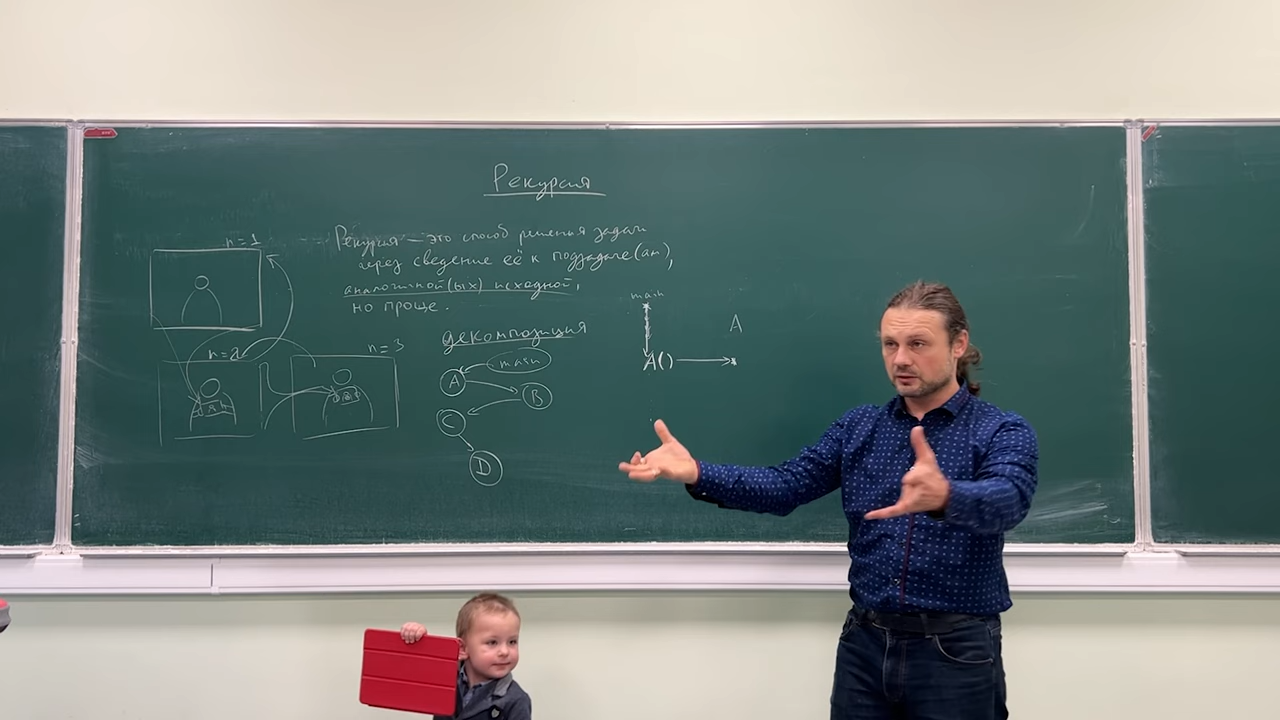 Рекурсия
Рекурсия – это способ решения задачи
через сведение её к подзадаче(ам),
аналогичной(ых) исходной,
но проще.
n=1
n=2
n=3
декомпозиция
main
A
B
C
D
main
A()
A